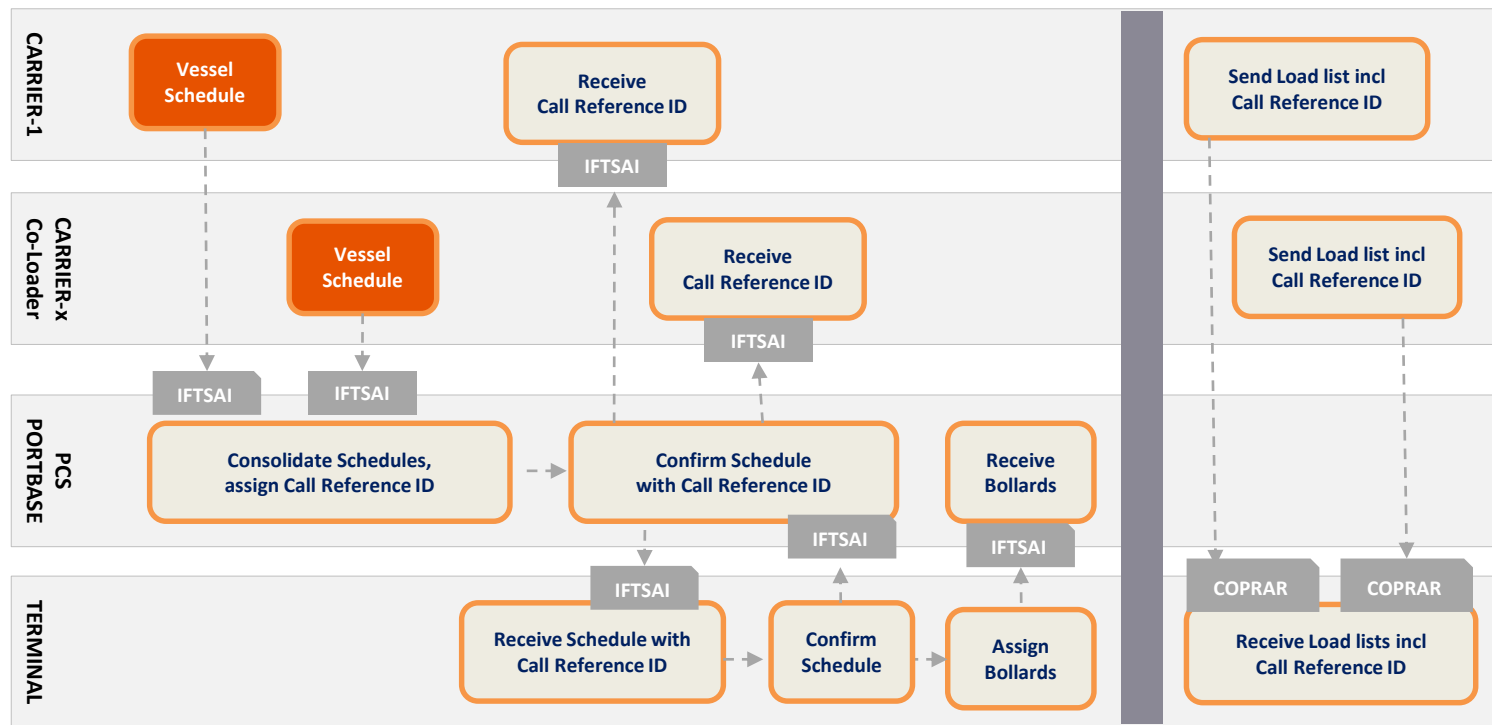 CARRIER-1
Vessel
Schedule
Receive
Call Reference ID
IFTSAI
Send Load list incl
Call Reference ID
CARRIER-x
Co-Loader
Vessel
Schedule
Receive
Call Reference ID
IFTSAI
Send Load list incl
Call Reference ID
IFTSAI
IFTSAI
PCS
PORTBASE
Consolidate Schedules,
assign Call Reference ID
Confirm Schedule
with Call Reference ID
Receive
Bollards
IFTSAI
IFTSAI
TERMINAL
IFTSAI
Receive Schedule with
Call Reference ID
Confirm
Schedule
Assign
Bollards
COPRAR
COPRAR
Receive Load lists incl
Call Reference ID